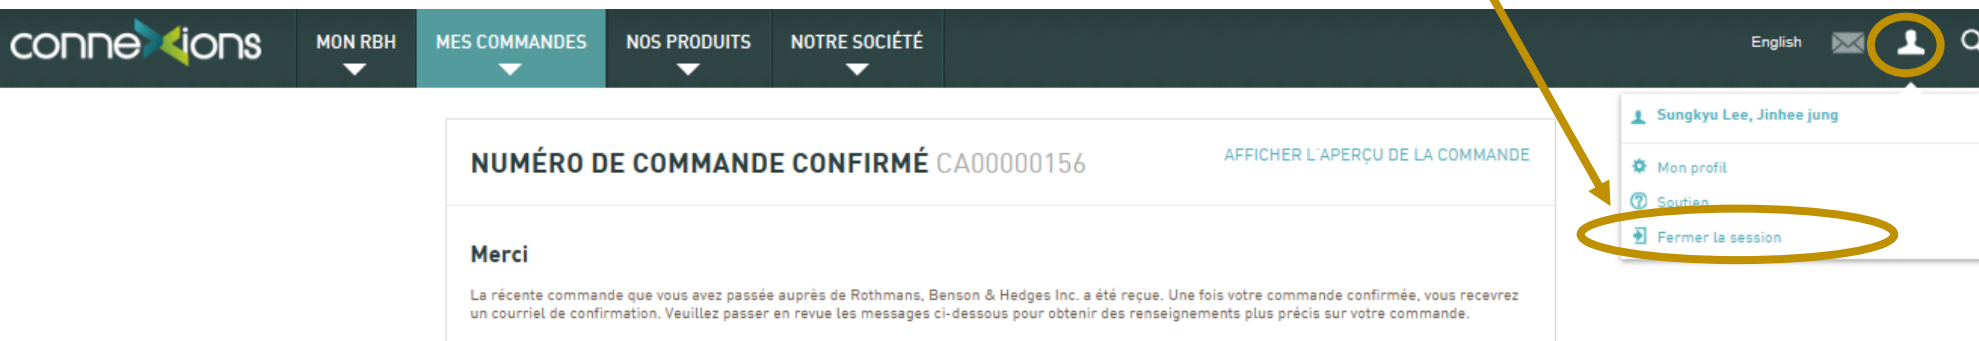 connexions
MON RBH
MES COMMANDES
NOS PRODUITS
NOTRE SOCIÉTÉ
English
Sungkyu Lee, Jinhee jung
Mon profil
Soutien
Fermer la session
NUMÉRO DE COMMANDE CONFIRMÉ CA00000156
AFFICHER L'APERÇU DE LA COMMANDE
Merci
La récente commande que vous avez passée auprès de Rothmans, Benson & Hedges Inc. a été reçue. Une fois votre commande confirmée, vous recevrez
un courriel de confirmation. Veuillez passer en revue les messages ci-dessous pour obtenir des renseignements plus précis sur votre commande.